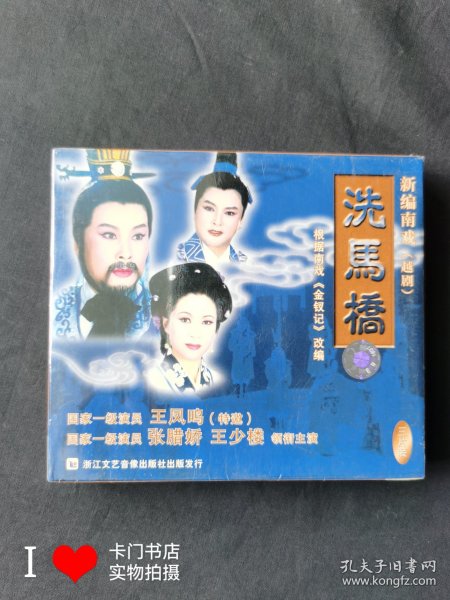 新编南戏(越剧)
洗馬橋
根据南戏《金钗记》改编
国家一级演员 王凤鸣(特邀)
国家一级演员 张腊娇 王少楼 领衔主演
浙江文艺音像出版社出版发行
I ❤ 卡门书店
实物拍摄
孔夫子旧书网
www.kongfz.com